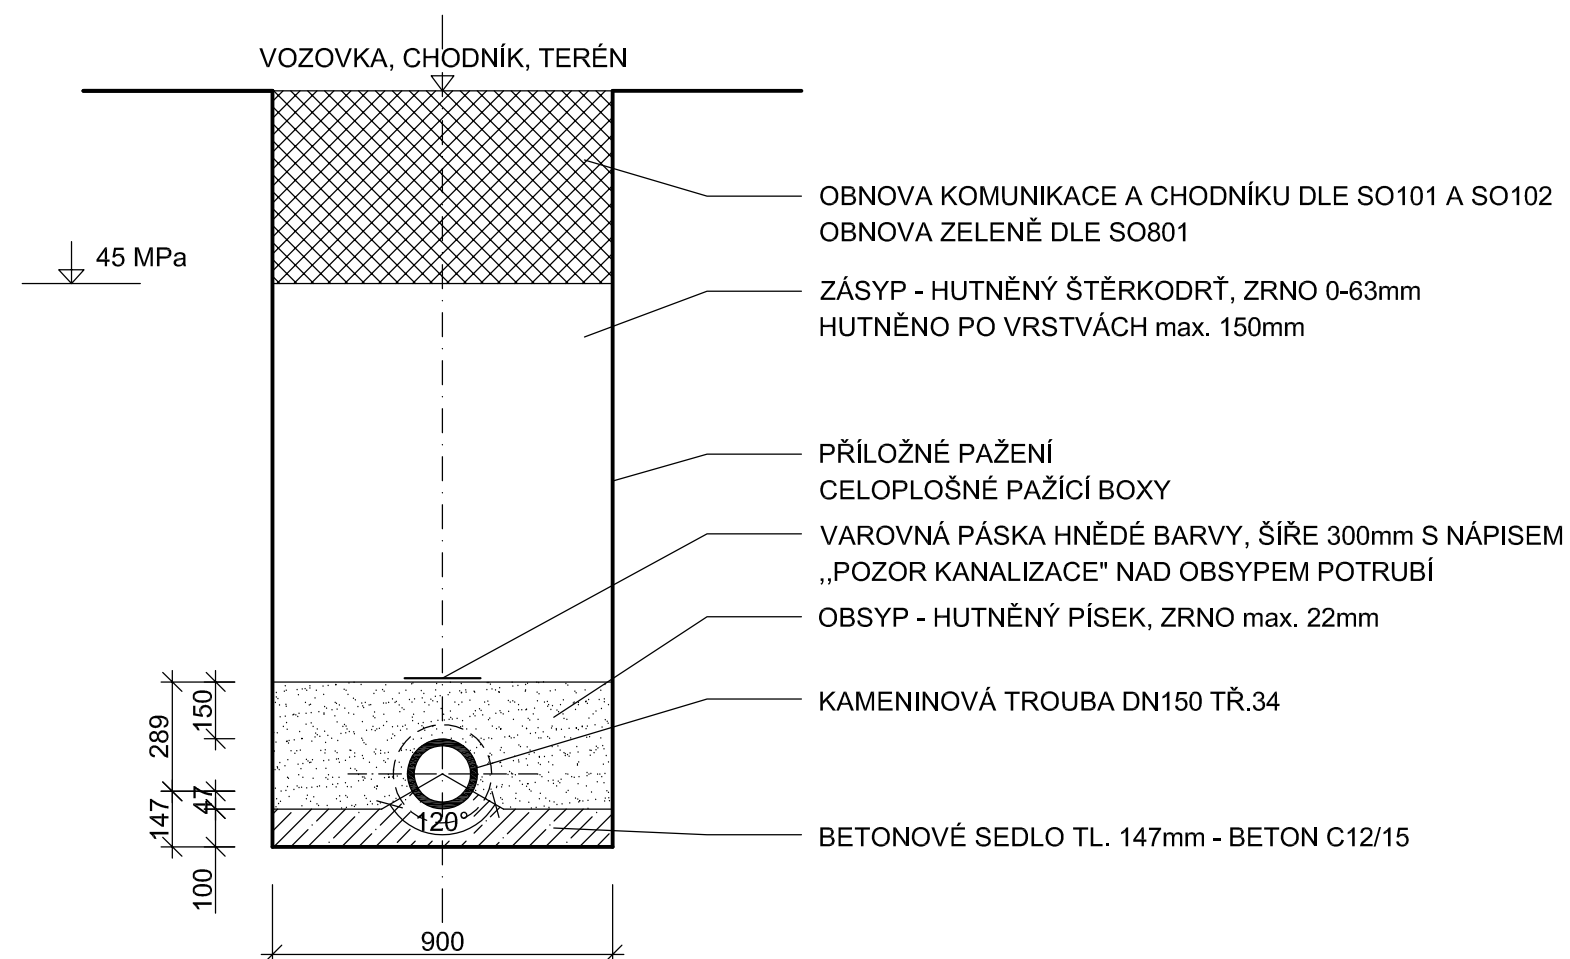 VOZOVKA, CHODNÍK, TERÉN
OBNOVA KOMUNIKACE A CHODNÍKU DLE SO101 A SO102
OBNOVA ZELENĚ DLE SO801
45 MPa
ZÁSYP - HUTNĚNÝ ŠTĚRKODRŤ, ZRNO 0-63mm
HUTNĚNO PO VRSTVÁCH max. 150mm
PŘÍLOŽNÉ PAŽENÍ
CELOPLOŠNÉ PAŽÍCÍ BOXY
VAROVNÁ PÁSKA HNĚDÉ BARVY, ŠÍŘE 300mm S NÁPISEM
,,POZOR KANALIZACE" NAD OBSYPEM POTRUBÍ
OBSYP - HUTNĚNÝ PÍSEK, ZRNO max. 22mm
KAMENINOVÁ TROUBA DN150 TŘ.34
BETONOVÉ SEDLO TL. 147mm - BETON C12/15
289
150
147
47
100
120°
900